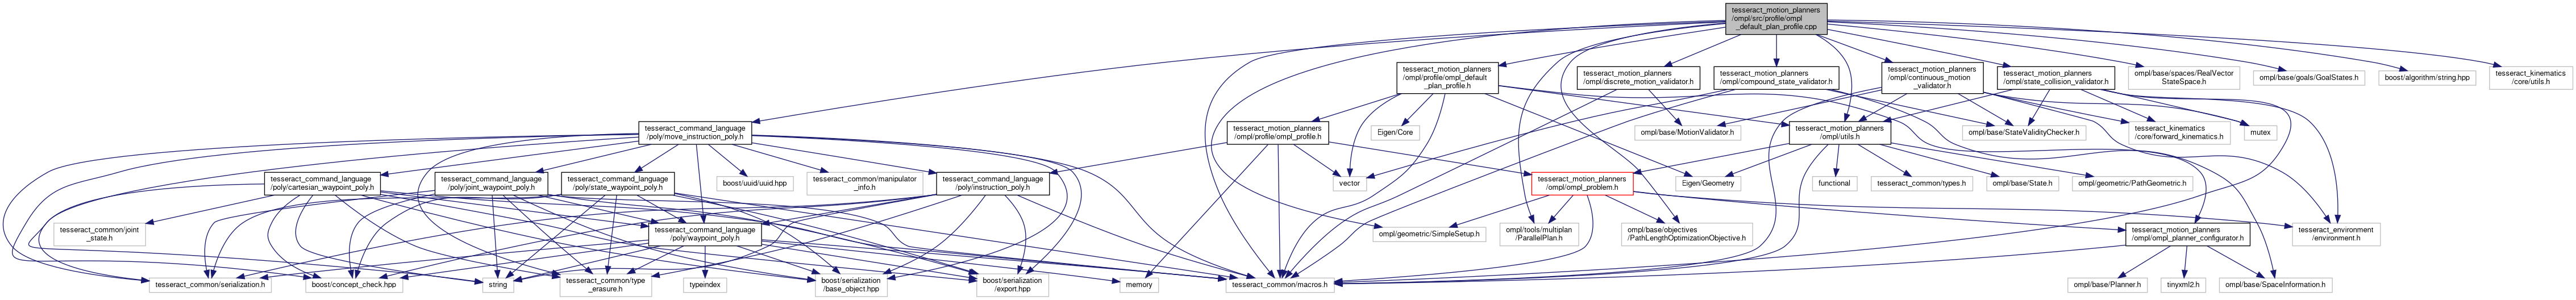 tesseract_motion_planners
/ompl/src/profile/ompl
_default_plan_profile.cpp
tesseract_motion_planners
/ompl/profile/ompl_default
_plan_profile.h
tesseract_motion_planners
/ompl/discrete_motion_validator.h
tesseract_motion_planners
/ompl/compound_state_validator.h
tesseract_motion_planners
/ompl/continuous_motion
_validator.h
tesseract_motion_planners
/ompl/state_collision_validator.h
ompl/base/spaces/RealVector
StateSpace.h
ompl/base/goals/GoalStates.h
boost/algorithm/string.hpp
tesseract_kinematics
/core/utils.h
tesseract_command_language
/poly/move_instruction_poly.h
Eigen/Core
tesseract_motion_planners
/ompl/profile/ompl_profile.h
ompl/base/MotionValidator.h
tesseract_motion_planners
/ompl/utils.h
ompl/base/StateValidityChecker.h
tesseract_kinematics
/core/forward_kinematics.h
mutex
tesseract_command_language
/poly/cartesian_waypoint_poly.h
tesseract_command_language
/poly/joint_waypoint_poly.h
tesseract_command_language
/poly/state_waypoint_poly.h
boost/uuid/uuid.hpp
tesseract_common/manipulator
_info.h
tesseract_command_language
/poly/instruction_poly.h
vector
tesseract_motion_planners
/ompl/ompl_problem.h
Eigen/Geometry
functional
tesseract_common/types.h
ompl/base/State.h
ompl/geometric/PathGeometric.h
tesseract_common/joint
_state.h
tesseract_command_language
/poly/waypoint_poly.h
ompl/geometric/SimpleSetup.h
ompl/tools/multiplan
/ParallelPlan.h
ompl/base/objectives
/PathLengthOptimizationObjective.h
tesseract_motion_planners
/ompl/ompl_planner_configurator.h
tesseract_environment
/environment.h
tesseract_common/serialization.h
boost/concept_check.hpp
string
tesseract_common/type
_erasure.h
typeindex
boost/serialization
/base_object.hpp
boost/serialization
/export.hpp
memory
tesseract_common/macros.h
ompl/base/Planner.h
tinyxml2.h
ompl/base/SpaceInformation.h